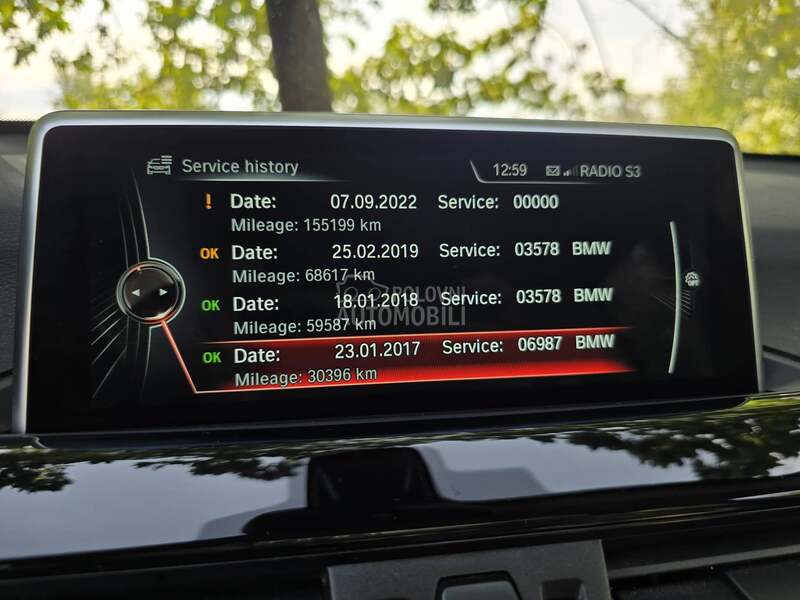 Service history
12:59 RADIO S3
! Date: 07.09.2022 Service: 00000
Mileage: 155199 km
OK Date: 25.02.2019 Service: 03578 BMW
Mileage: 68617 km
OK Date: 18.01.2018 Service: 03578 BMW
Mileage: 59587 km
POLOVNI
AUTOMOBILI
OK Date: 23.01.2017 Service: 06987 BMW
Mileage: 30396 km
OFF